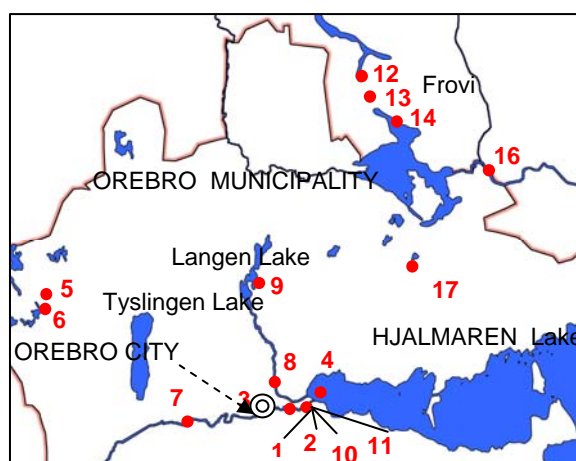 12
Frovi
13
14
16
OREBRO MUNICIPALITY
Langen Lake
17
9
5
Tyslingen Lake
6
HJALMAREN Lake
OREBRO CITY
8
4
3
7
1
2
10
11